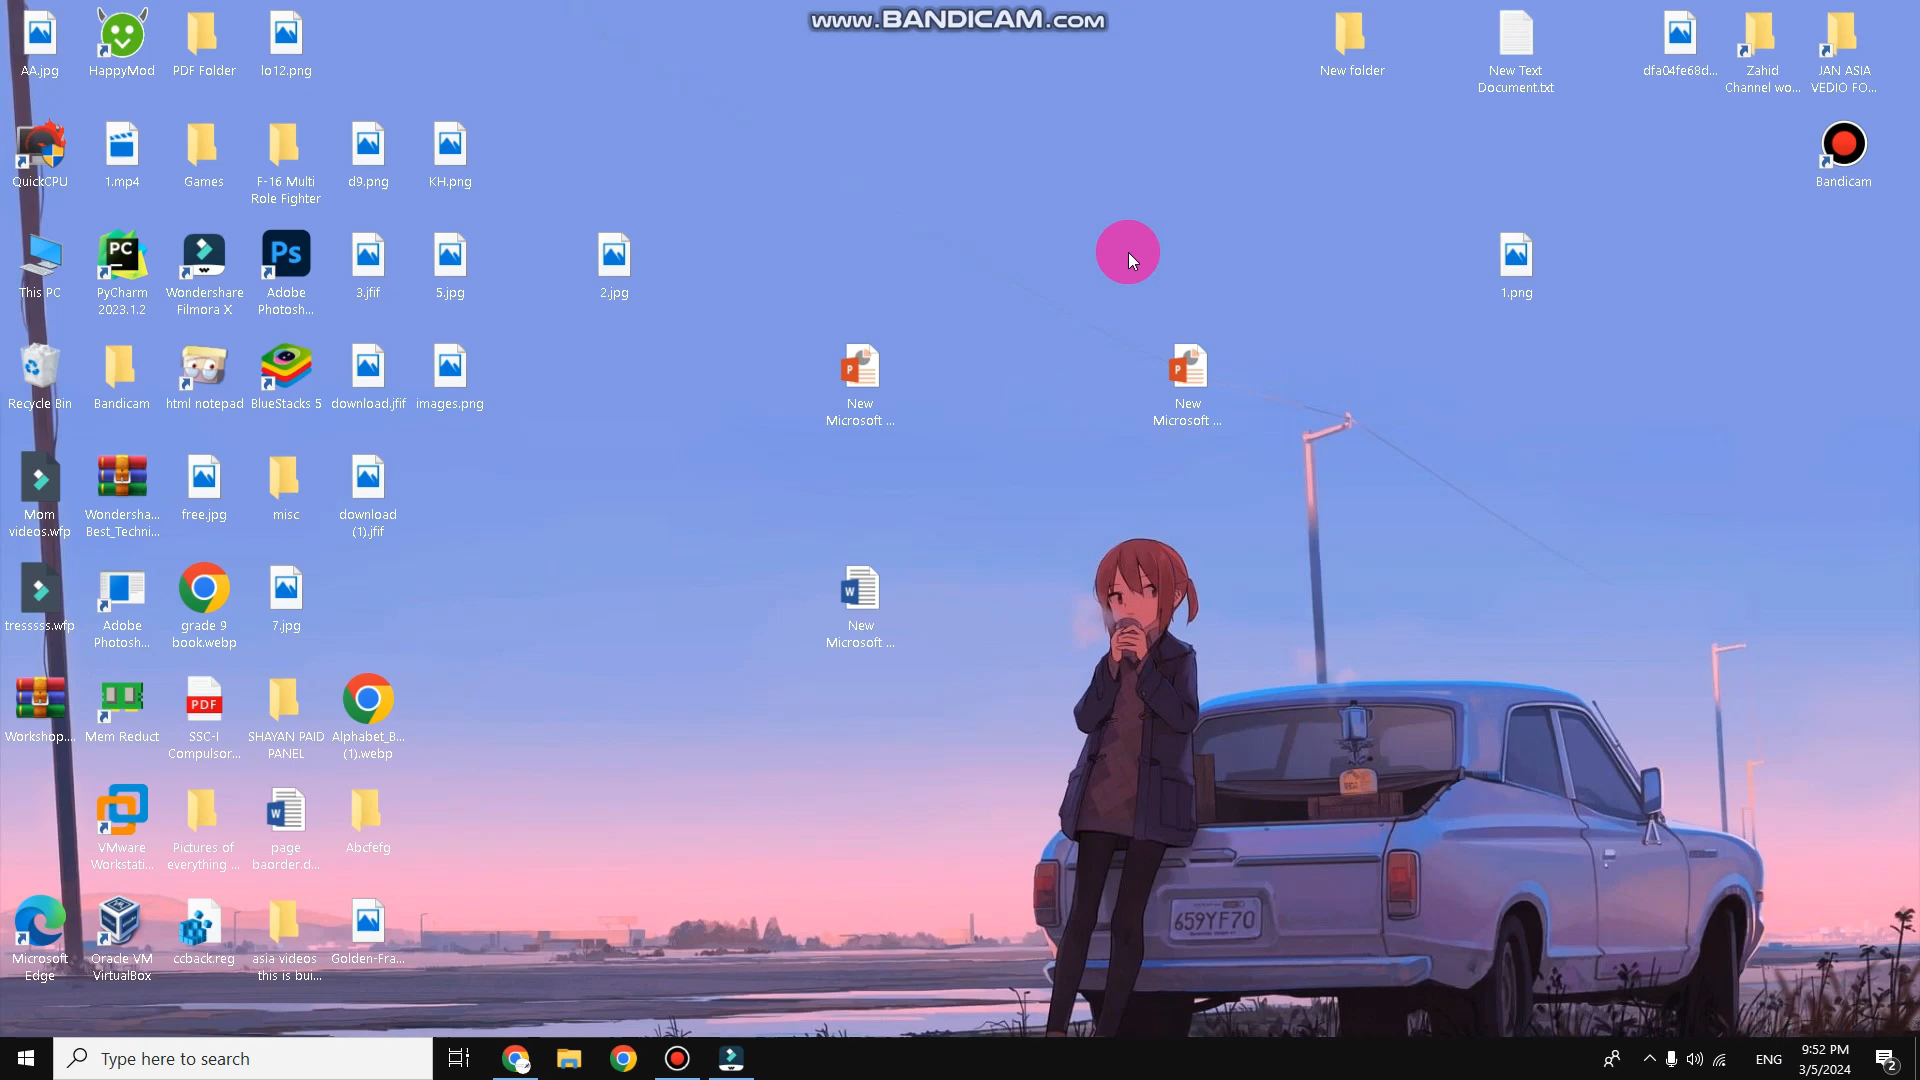 www.BANDICAM.com
AA.jpg
HappyMod
PDF Folder
lo12.png
New folder
New Text
Document.txt
dfa04fe68d...
Zahid
Channel wo...
JAN ASIA
VEDIO FO...
QuickCPU
1.mp4
Games
F-16 Multi
Role Fighter
d9.png
KH.png
Bandicam
This PC
PC
PyCharm
2023.1.2
Wondershare
Filmora X
Ps
Adobe
Photosh...
3.jfif
5.jpg
2.jpg
1.png
Recycle Bin
Bandicam
html notepad
BlueStacks 5
download.jfif
images.png
P
New
Microsoft ...
P
New
Microsoft ...
Mom
videos.wfp
Wondersha...
Best_Techni...
free.jpg
misc
download
(1).jfif
tresssss.wfp
Adobe
Photosh...
grade 9
book.webp
7.jpg
W
New
Microsoft ...
Workshop....
Mem Reduct
PDF
SSC-I
Compulsor...
SHAYAN PAID
PANEL
Alphabet_B...
(1).webp
VMware
Workstati...
Pictures of
everything ...
W
page
baorder.d...
Abcfefg
659YF70
Microsoft
Edge
Oracle VM
VirtualBox
ccback.reg
asia videos
this is bui...
Golden-Fra...
Type here to search
ENG
9:52 PM
3/5/2024
2